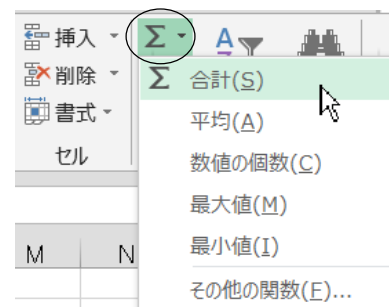 挿入 Σ
削除 Σ 合計(S)
書式 平均(A)
セル 数値の個数(C)
最大値(M)
M N 最小値(I)
その他の関数(F)...